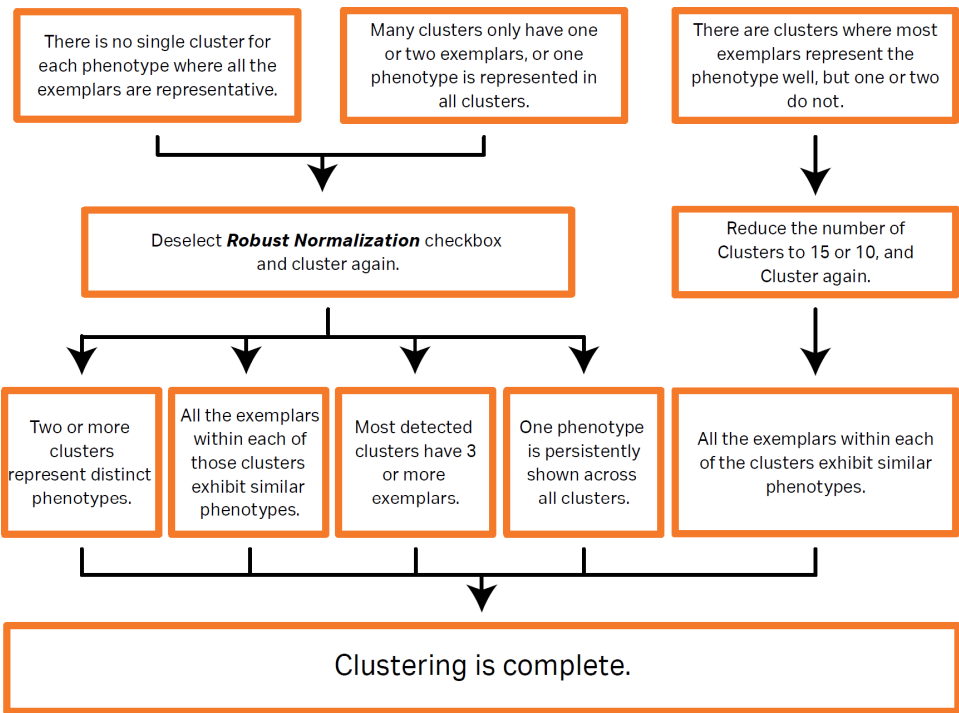 There is no single cluster for
each phenotype where all the
exemplars are representative.
Many clusters only have one
or two exemplars, or one
phenotype is represented in
all clusters.
There are clusters where most
exemplars represent the
phenotype well, but one or two
do not.
Deselect Robust Normalization checkbox
and cluster again.
Reduce the number of
Clusters to 15 or 10, and
Cluster again.
Two or more
clusters
represent distinct
phenotypes.
All the exemplars
within each of
those clusters
exhibit similar
phenotypes.
Most detected
clusters have 3
or more
exemplars.
One phenotype
is persistently
shown across
all clusters.
All the exemplars within each
of the clusters exhibit similar
phenotypes.
Clustering is complete.